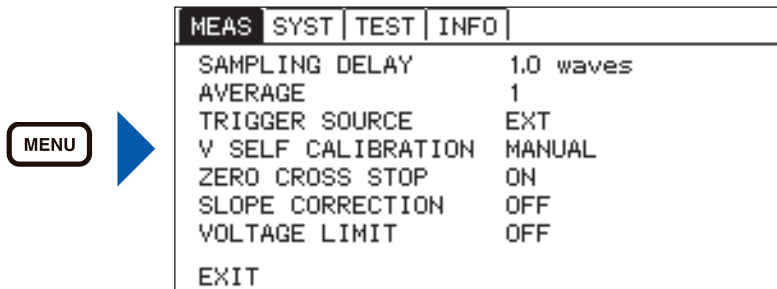 MENU
MEAS SYST TEST INFO
SAMPLING DELAY 1.0 waves
AVERAGE 1
TRIGGER SOURCE EXT
V SELF CALIBRATION MANUAL
ZERO CROSS STOP ON
SLOPE CORRECTION OFF
VOLTAGE LIMIT OFF
EXIT